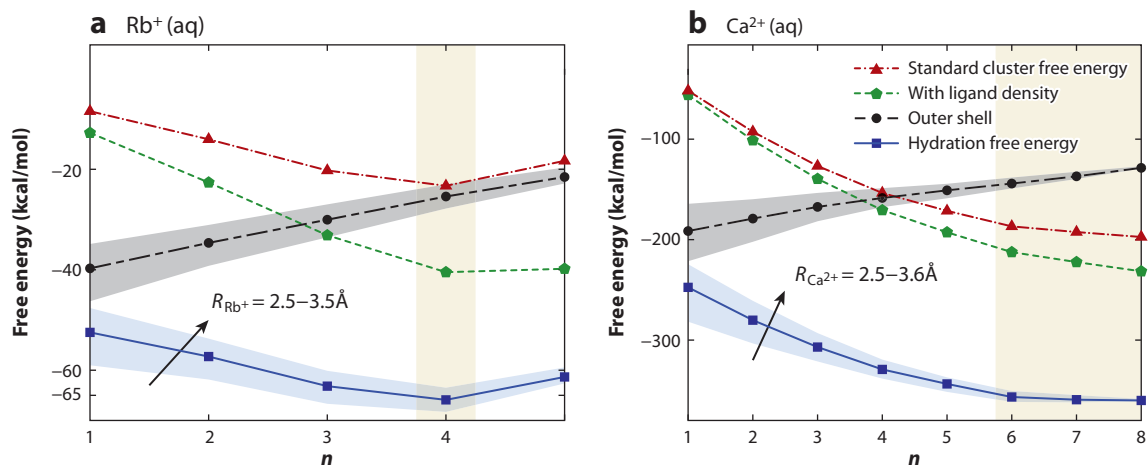 a Rb⁺ (aq)
Free energy (kcal/mol)
−20
−40
−60
−65
R_Rb⁺ = 2.5–3.5Å
1 2 3 4
n
b Ca²⁺ (aq)
Free energy (kcal/mol)
−100
−200
−300
Standard cluster free energy
With ligand density
Outer shell
Hydration free energy
R_Ca²⁺ = 2.5–3.6Å
1 2 3 4 5 6 7 8
n